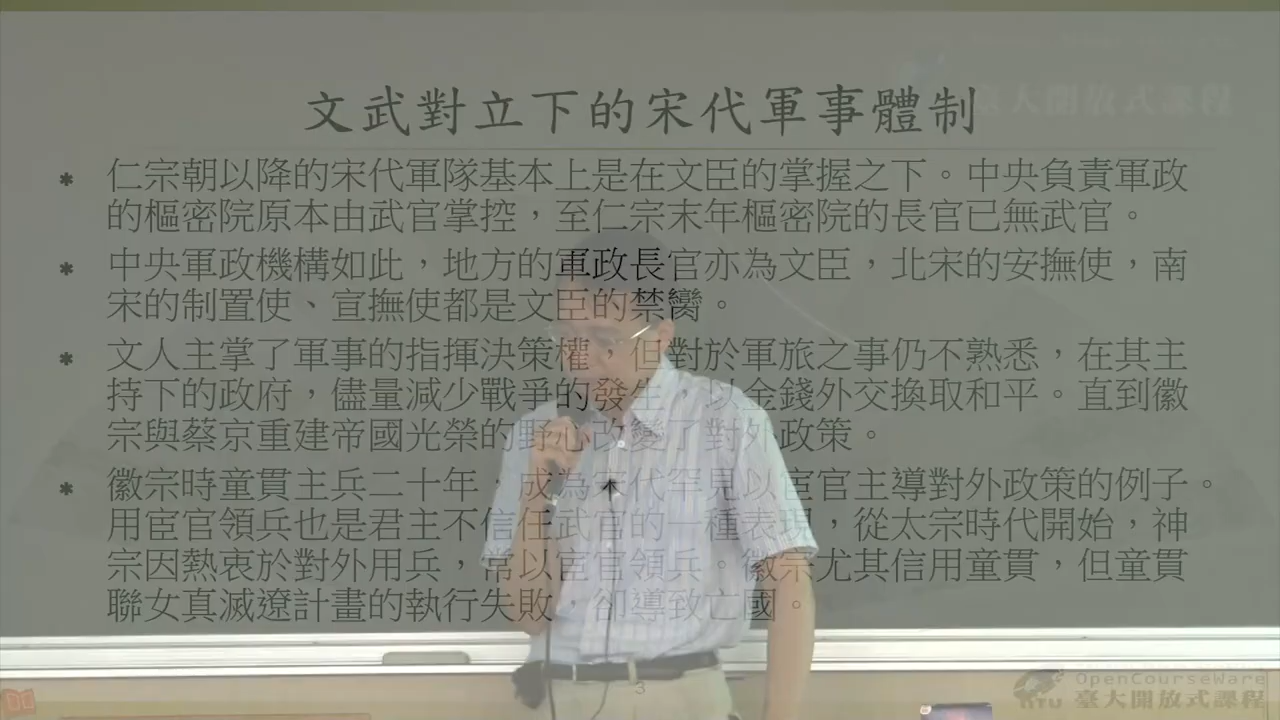 文武對立下的宋代軍事體制
* 仁宗朝以降的宋代軍隊基本上是在文臣的掌握之下。中央負責軍政
的樞密院原本由武官掌控，至仁宗末年樞密院的長官已無武官。
* 中央軍政機構如此，地方的軍政長官亦為文臣，北宋的安撫使，南
宋的制置使、宣撫使都是文臣的禁臠。
* 文人主掌了軍事的指揮決策權，但對於軍旅之事仍不熟悉，在其主
持下的政府，儘量減少戰爭的發生，以金錢外交換取和平。直到徽
宗與蔡京重建帝國光榮的野心改變了對外政策。
* 徽宗時童貫主兵二十年，成為宋代罕見以宦官主導對外政策的例子。
用宦官領兵也是君主不信任武官的一種表現，從太宗時代開始，神
宗因熱衷於對外用兵，常以宦官領兵。徽宗尤其信用童貫，但童貫
聯女真滅遼計畫的執行失敗，卻導致亡國。
3
臺大開放式課程
OpenCourseWare
NTU 臺大開放式課程